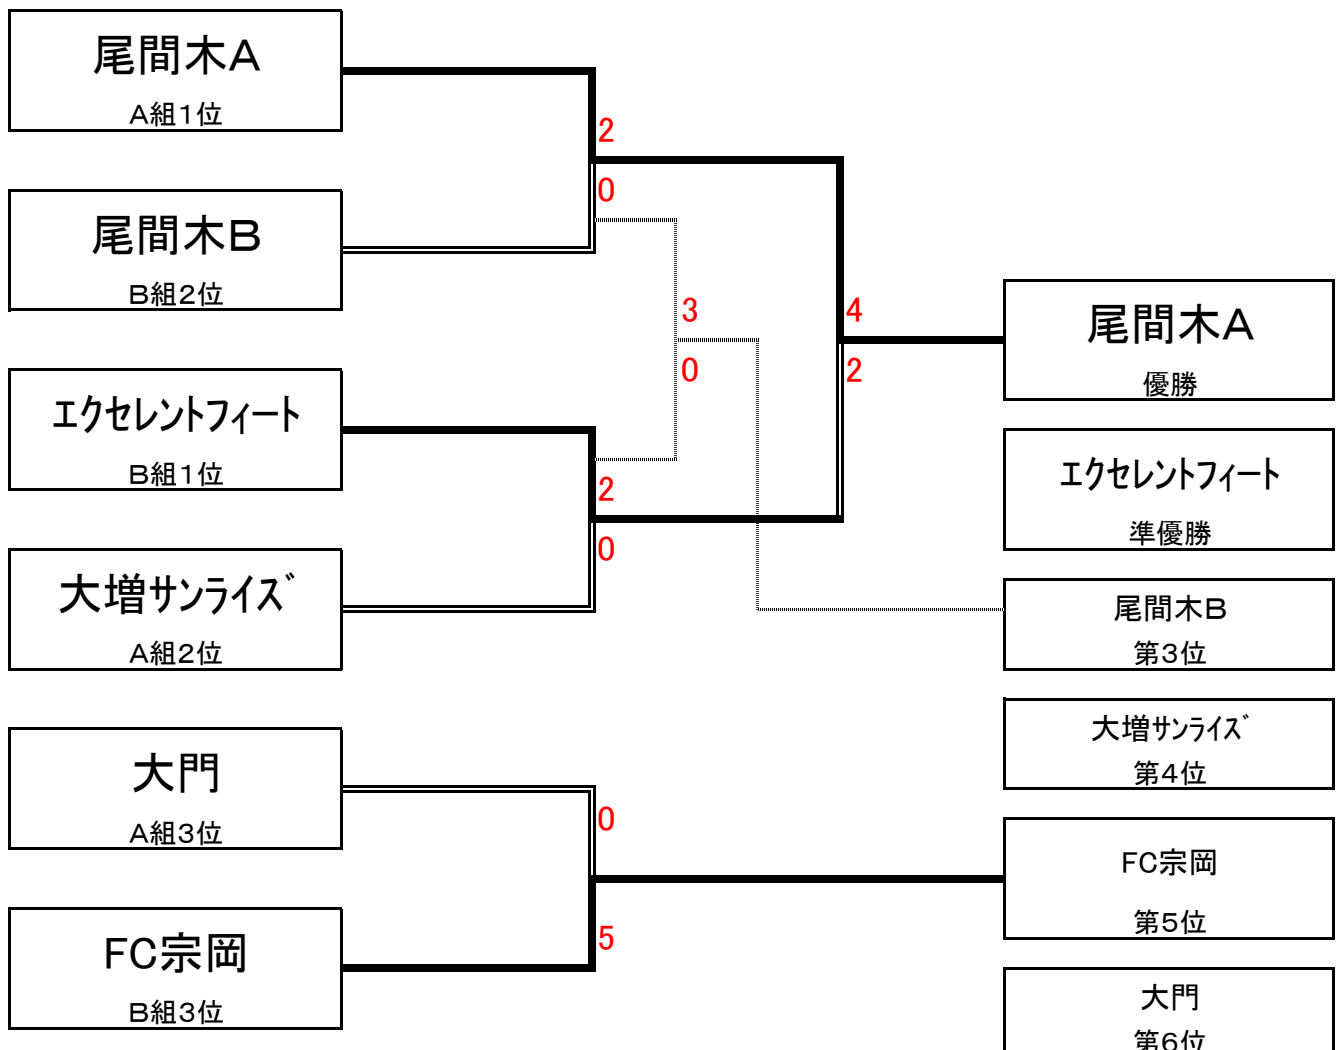 尾間木A
A組1位
2
0
尾間木B
B組2位
3
0
4
2
エクセレントフィート
B組1位
2
0
大増サンライズ
A組2位
大門
A組3位
0
5
FC宗岡
B組3位
尾間木A
優勝
エクセレントフィート
準優勝
尾間木B
第3位
大増サンライズ
第4位
FC宗岡
第5位
大門
第6位